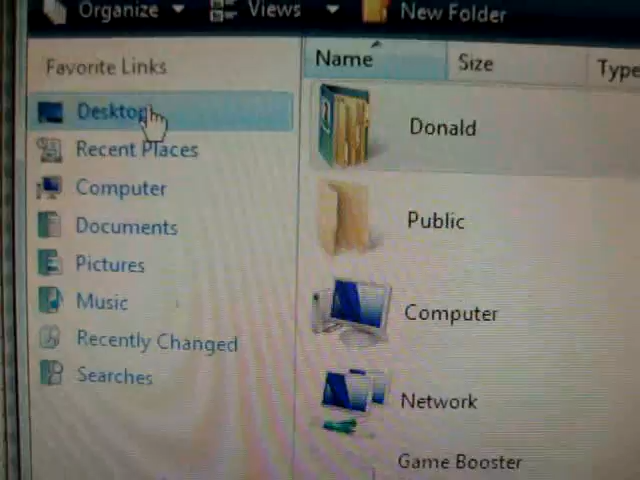 Organize Views New Folder
Favorite Links
Desktop
Recent Places
Computer
Documents
Pictures
Music
Recently Changed
Searches
Name Size Type
Donald
Public
Computer
Network
Game Booster